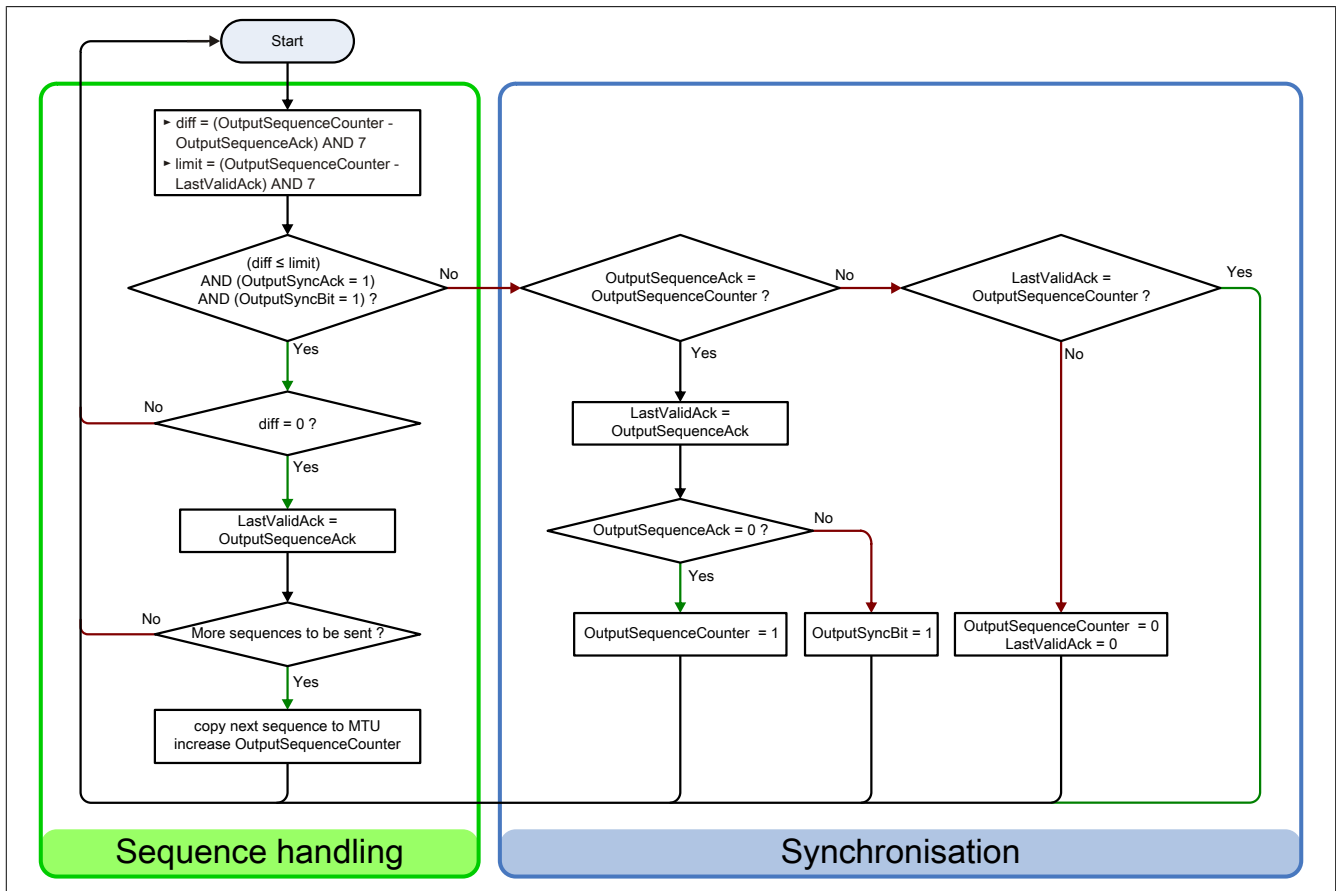 Start
► diff = (OutputSequenceCounter -
OutputSequenceAck) AND 7
► limit = (OutputSequenceCounter -
LastValidAck) AND 7
(diff ≤ limit)
AND (OutputSyncAck = 1)
AND (OutputSyncBit = 1) ?
No
Yes
diff = 0 ?
No
Yes
LastValidAck =
OutputSequenceAck
More sequences to be sent ?
No
Yes
copy next sequence to MTU
increase OutputSequenceCounter
Sequence handling
OutputSequenceAck =
OutputSequenceCounter ?
No
Yes
LastValidAck =
OutputSequenceAck
OutputSequenceAck = 0 ?
No
Yes
OutputSequenceCounter = 1
OutputSyncBit = 1
LastValidAck =
OutputSequenceCounter ?
Yes
No
OutputSequenceCounter = 0
LastValidAck = 0
Synchronisation